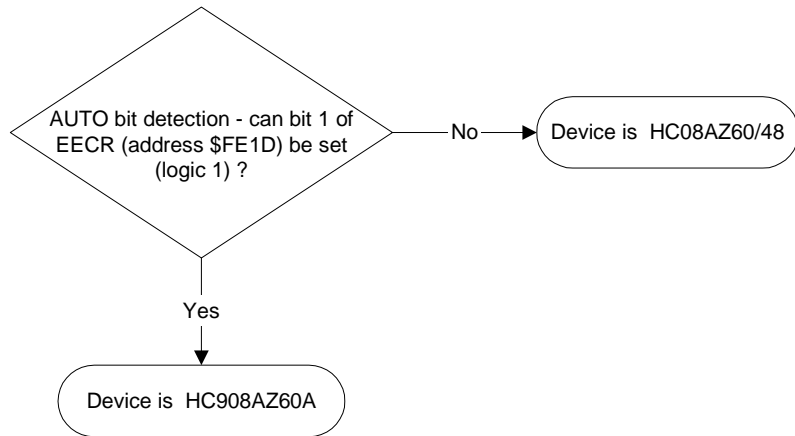 AUTO bit detection - can bit 1 of
EECR (address $FE1D) be set
(logic 1) ?
No
Device is HC08AZ60/48
Yes
Device is HC908AZ60A